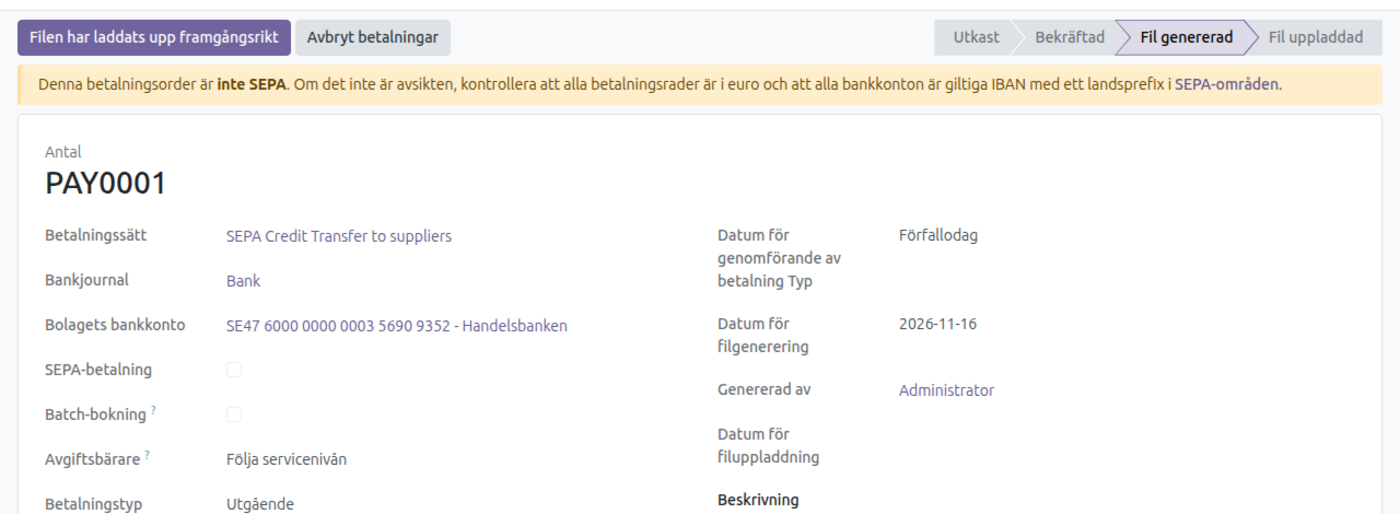 Filen har laddats upp framgångsrikt
Avbryt betalningar
Utkast
Bekräftad
Fil genererad
Fil uppladdad
Denna betalningsorder är inte SEPA. Om det inte är avsikten, kontrollera att alla betalningsrader är i euro och att alla bankkonton är giltiga IBAN med ett landsprefix i SEPA-områden.
Antal
PAY0001
Betalningssätt
SEPA Credit Transfer to suppliers
Bankjournal
Bank
Bolagets bankkonto
SE47 6000 0000 0003 5690 9352 - Handelsbanken
SEPA-betalning
Batch-bokning ?
Avgiftsbärare ?
Följa servicenivån
Betalningstyp
Utgående
Datum för
genomförande av
betalning Typ
Förfallodag
Datum för
filgenerering
2026-11-16
Genererad av
Administrator
Datum för
filuppladdning
Beskrivning